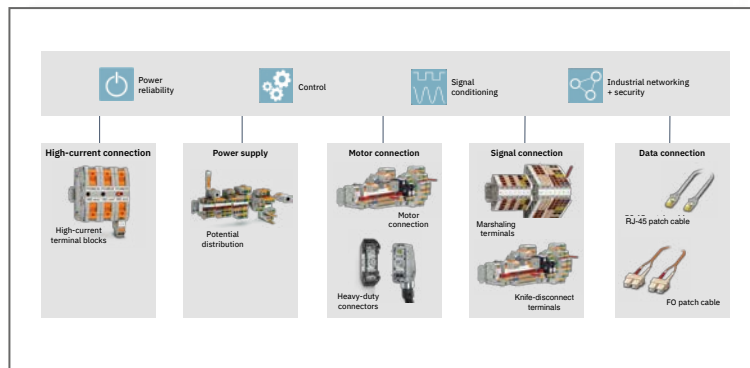 Power
reliability
Control
Signal
conditioning
Industrial networking
+ security
High-current connection
High-current
terminal blocks
Power supply
Potential
distribution
Motor connection
Motor
connection
Heavy-duty
connectors
Signal connection
Marshaling
terminals
Knife-disconnect
terminals
Data connection
RJ-45 patch cable
FO patch cable